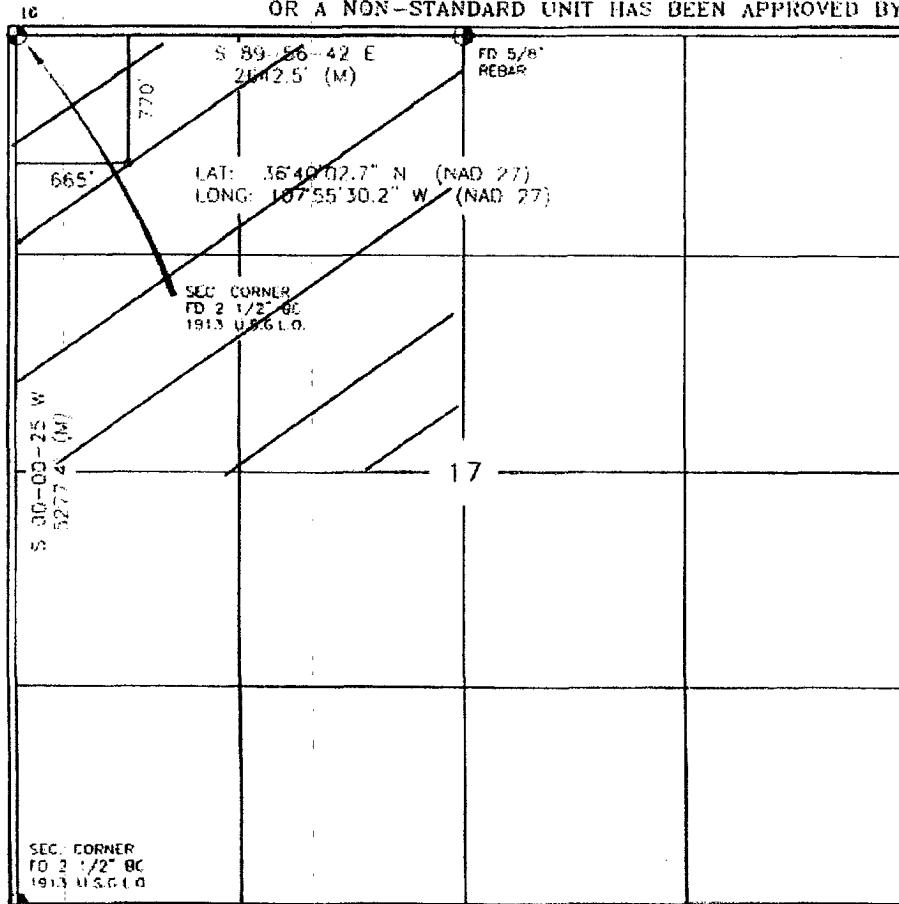 16
OR A NON-STANDARD UNIT HAS BEEN APPROVED BY
S 89-56-42 E
2642.5' (M)
FD 5/8"
REBAR
770'
665'
LAT: 36°40'02.7" N (NAD 27)
LONG: 107°55'30.2" W (NAD 27)
SEC. CORNER
FD 2 1/2" BC
1913 U.S.G.L.O.
S 00-00-25 W
5277.4' (M)
17
SEC. CORNER
FD 2 1/2" BC
1913 U.S.G.L.O.